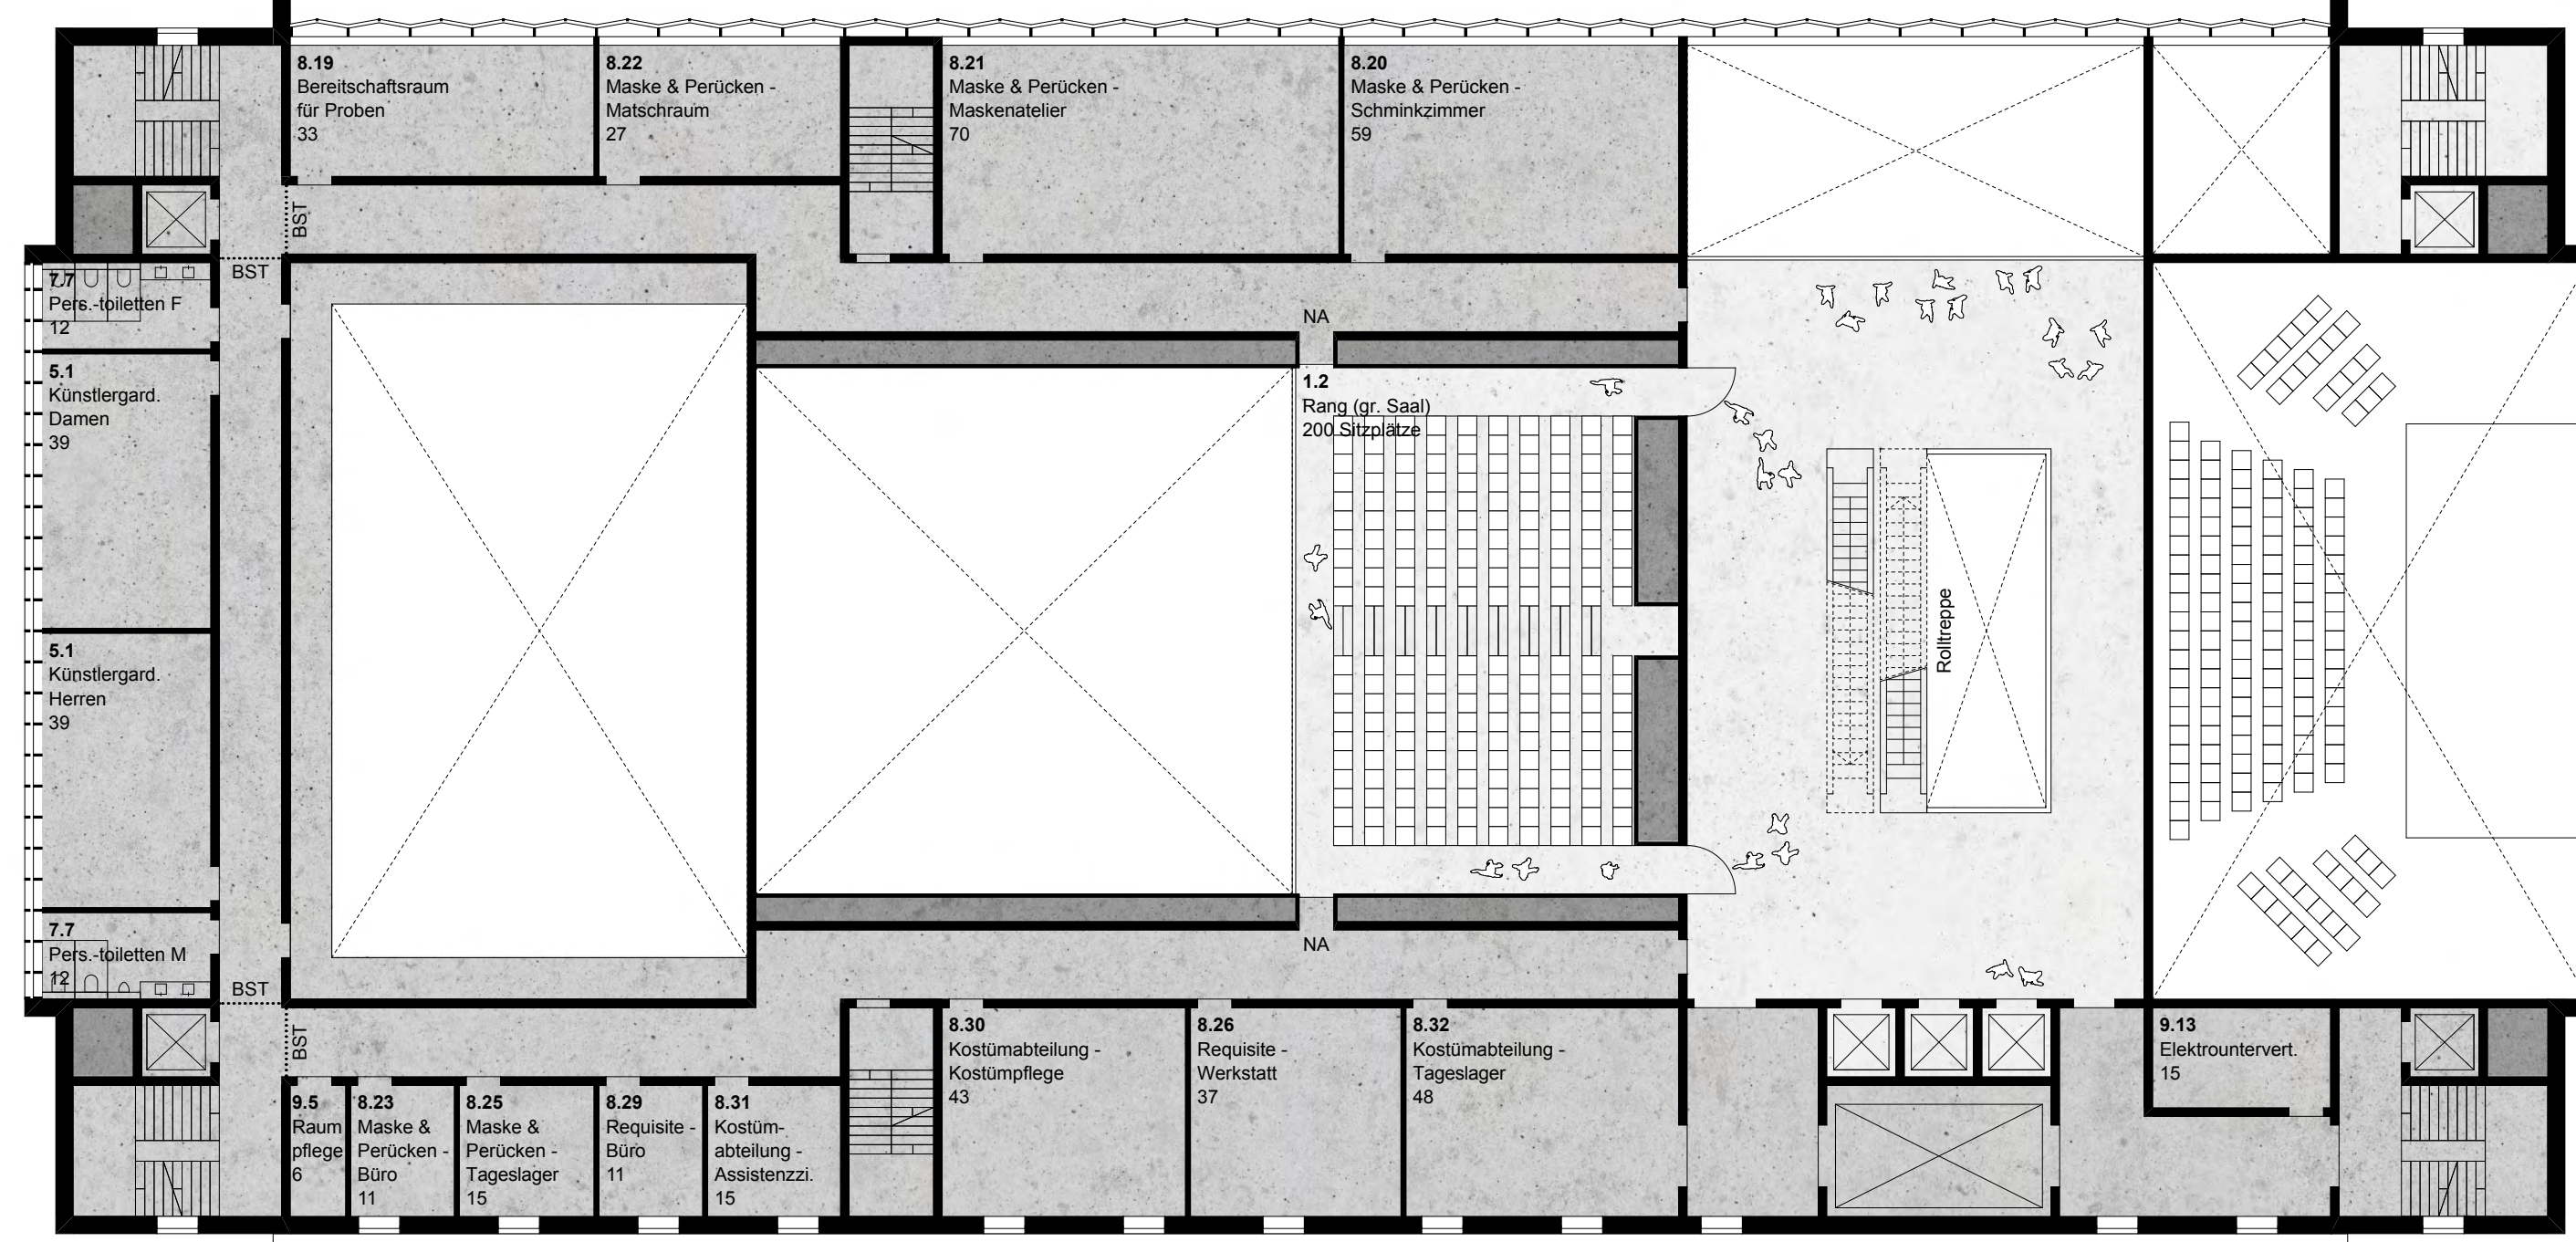 8.19
Bereitschaftsraum
für Proben
33
8.22
Maske & Perücken -
Matschraum
27
8.21
Maske & Perücken -
Maskenatelier
70
8.20
Maske & Perücken -
Schminkzimmer
59
BST
BST
7.7
Pers.-toiletten F
12
NA
5.1
Künstlergard.
Damen
39
1.2
Rang (gr. Saal)
200 Sitzplätze
Rolltreppe
5.1
Künstlergard.
Herren
39
7.7
Pers.-toiletten M
12
NA
BST
BST
8.30
Kostümabteilung -
Kostümpflege
43
8.26
Requisite -
Werkstatt
37
8.32
Kostümabteilung -
Tageslager
48
9.13
Elektrountervert.
15
9.5
Raum
pflege
6
8.23
Maske &
Perücken -
Büro
11
8.25
Maske &
Perücken -
Tageslager
15
8.29
Requisite -
Büro
11
8.31
Kostüm-
abteilung -
Assistenzzi.
15